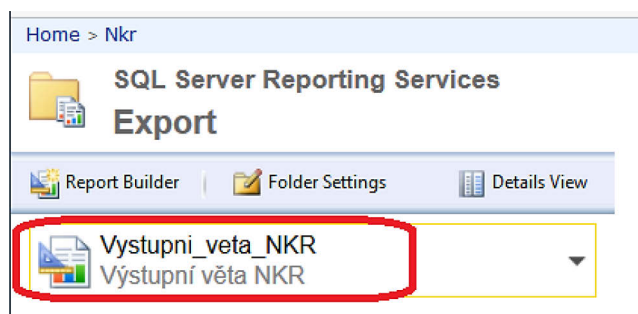 Home > Nkr
SQL Server Reporting Services
Export
Report Builder Folder Settings Details View
Vystupni_veta_NKR
Výstupní věta NKR